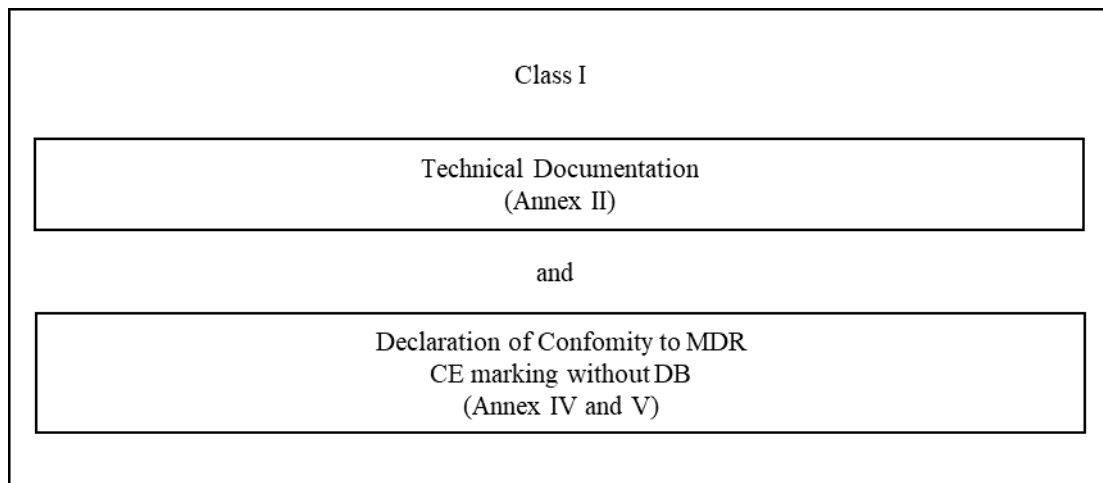 Class I
Technical Documentation
(Annex II)
and
Declaration of Confomity to MDR
CE marking without DB
(Annex IV and V)